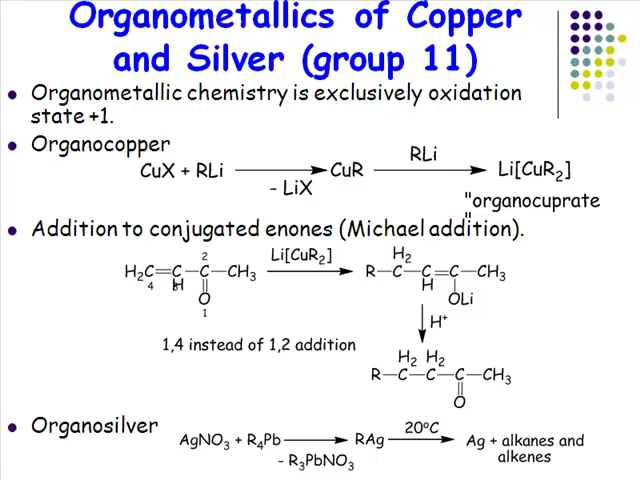 Organometallics of Copper
and Silver (group 11)
Organometallic chemistry is exclusively oxidation
state +1.
Organocopper
CuX + RLi - LiX CuR RLi Li[CuR2]
"organocuprate
"
Addition to conjugated enones (Michael addition).
H2C=C-C-CH3 Li[CuR2] R-C-C=C-CH3
2 H2
4 H H
O OLi
1 H+
1,4 instead of 1,2 addition
H2 H2
R-C-C-C-CH3
O
Organosilver
AgNO3 + R4Pb RAg 20oC Ag + alkanes and
- R3PbNO3 alkenes